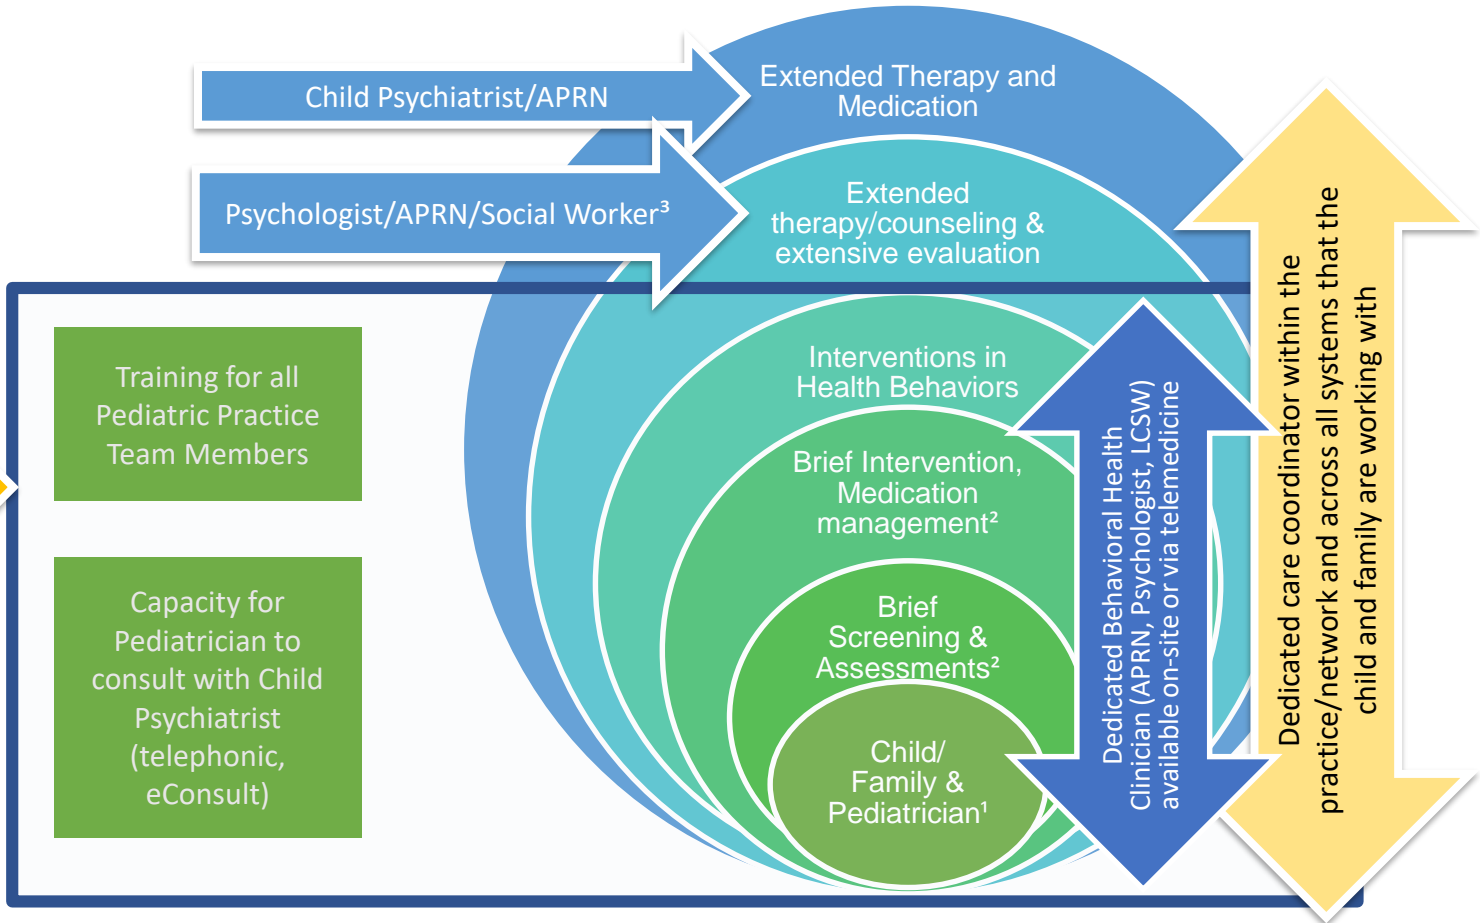 Child Psychiatrist/APRN
Psychologist/APRN/Social Worker³
Extended Therapy and
Medication
Extended
therapy/counseling &
extensive evaluation
Interventions in
Health Behaviors
Brief Intervention,
Medication
management²
Brief
Screening &
Assessments²
Child/
Family &
Pediatrician¹
Training for all
Pediatric Practice
Team Members
Capacity for
Pediatrician to
consult with Child
Psychiatrist
(telephonic,
eConsult)
Dedicated Behavioral Health
Clinician (APRN, Psychologist, LCSW)
available on-site or via telemedicine
Dedicated care coordinator within the
practice/network and across all systems that the
child and family are working with